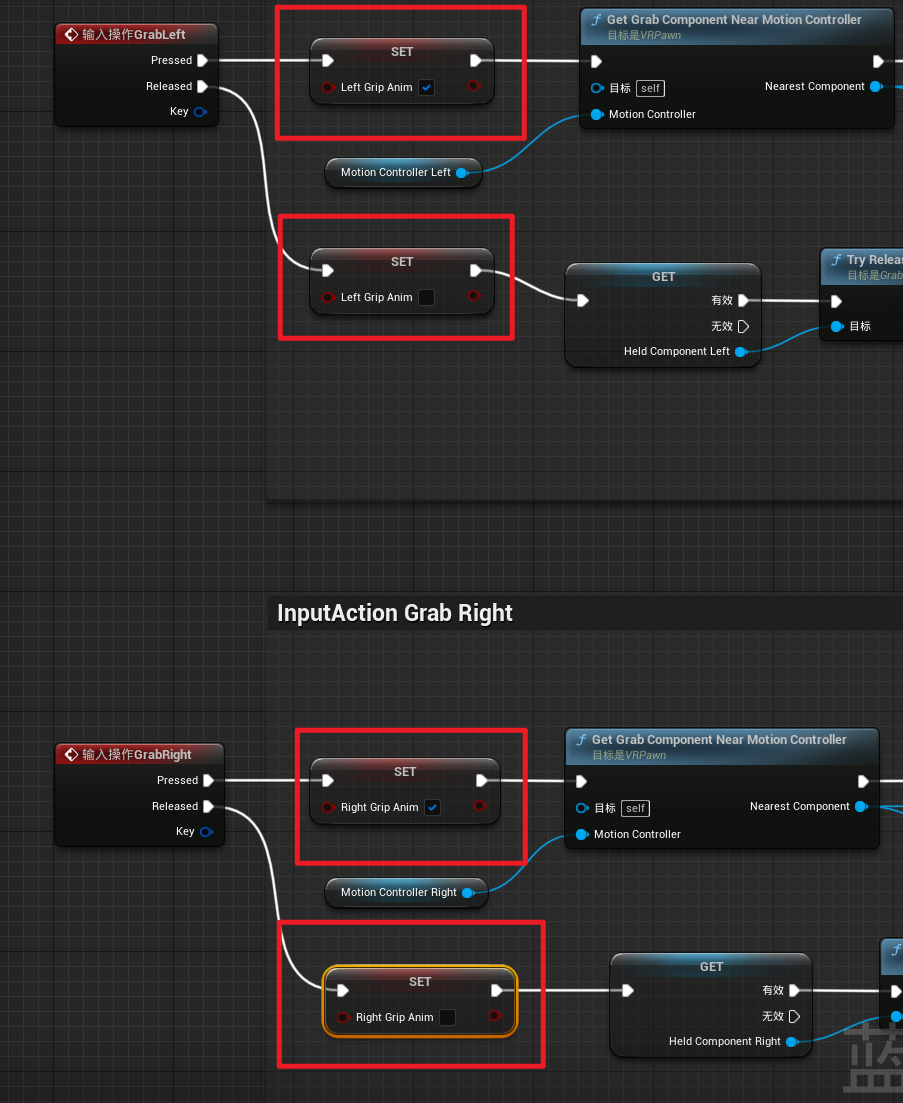 输入操作GrabLeft
Pressed
Released
Key
SET
Left Grip Anim
Get Grab Component Near Motion Controller
目标是VRPawn
目标 self
Nearest Component
Motion Controller
Motion Controller Left
SET
Left Grip Anim
GET
有效
无效
Held Component Left
Try Relea
目标是Grab
目标
InputAction Grab Right
输入操作GrabRight
Pressed
Released
Key
SET
Right Grip Anim
Get Grab Component Near Motion Controller
目标是VRPawn
目标 self
Nearest Component
Motion Controller
Motion Controller Right
SET
Right Grip Anim
GET
有效
无效
Held Component Right
f
蓝